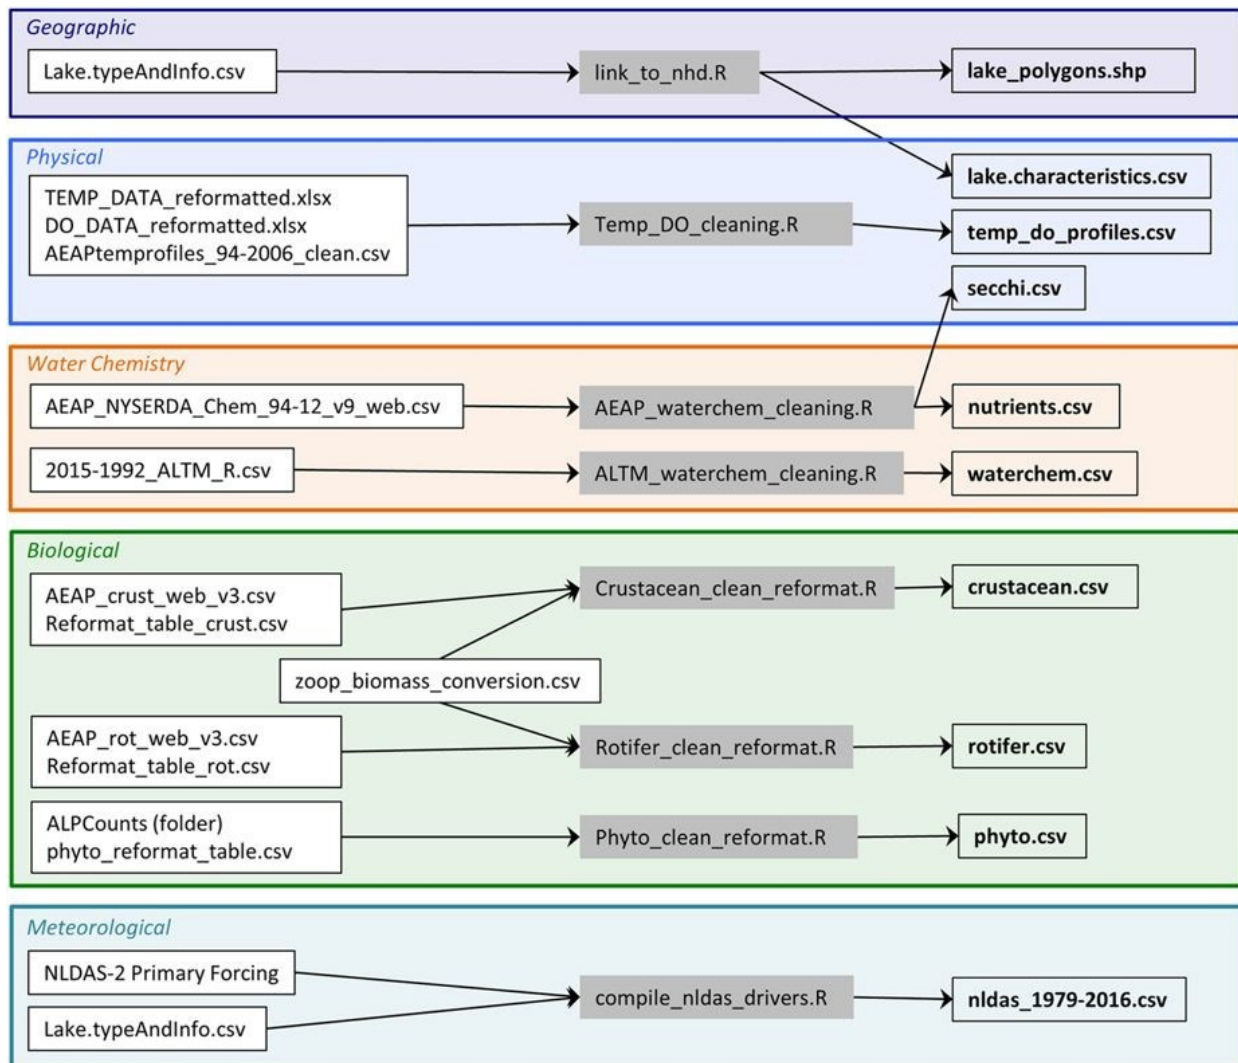 Geographic
Lake.typeAndInfo.csv
link_to_nhd.R
lake_polygons.shp
Physical
lake.characteristics.csv
TEMP_DATA_reformatted.xlsx
DO_DATA_reformatted.xlsx
AEAPtemprofiles_94-2006_clean.csv
Temp_DO_cleaning.R
temp_do_profiles.csv
secchi.csv
Water Chemistry
AEAP_NYSERDA_Chem_94-12_v9_web.csv
AEAP_waterchem_cleaning.R
nutrients.csv
2015-1992_ALTM_R.csv
ALTM_waterchem_cleaning.R
waterchem.csv
Biological
AEAP_crust_web_v3.csv
Reformat_table_crust.csv
Crustacean_clean_reformat.R
crustacean.csv
zoop_biomass_conversion.csv
AEAP_rot_web_v3.csv
Reformat_table_rot.csv
Rotifer_clean_reformat.R
rotifer.csv
ALPCounts (folder)
phyto_reformat_table.csv
Phyto_clean_reformat.R
phyto.csv
Meteorological
NLDAS-2 Primary Forcing
Lake.typeAndInfo.csv
compile_nldas_drivers.R
nldas_1979-2016.csv